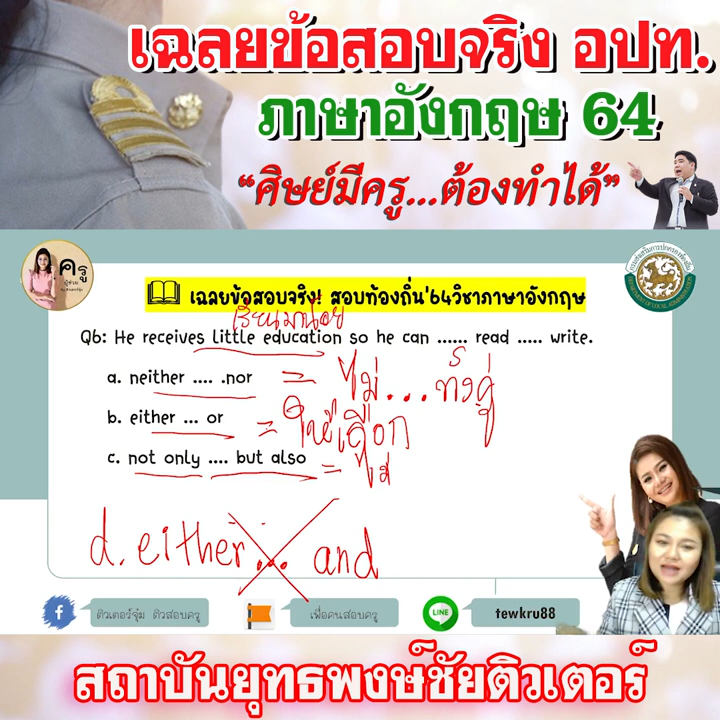 เฉลยข้อสอบจริง อปท.
ภาษาอังกฤษ 64
“ศิษย์มีครู...ต้องทำได้”
ครู
เฉลยข้อสอบจริง! สอบท้องถิ่น'64วิชาภาษาอังกฤษ
เรียนมาน้อย
Q6: He receives little education so he can ...... read ..... write.
a. neither .... .nor = ไม่...ทั้งคู่
b. either ... or = ให้เลือก
c. not only .... but also = ไม่
d. either ... and
ติวเตอร์จุ๋ม ติวสอบครู
เพื่อคนสอบครู
LINE
tewkru88
สถาบันยุทธพงษ์ชัยติวเตอร์